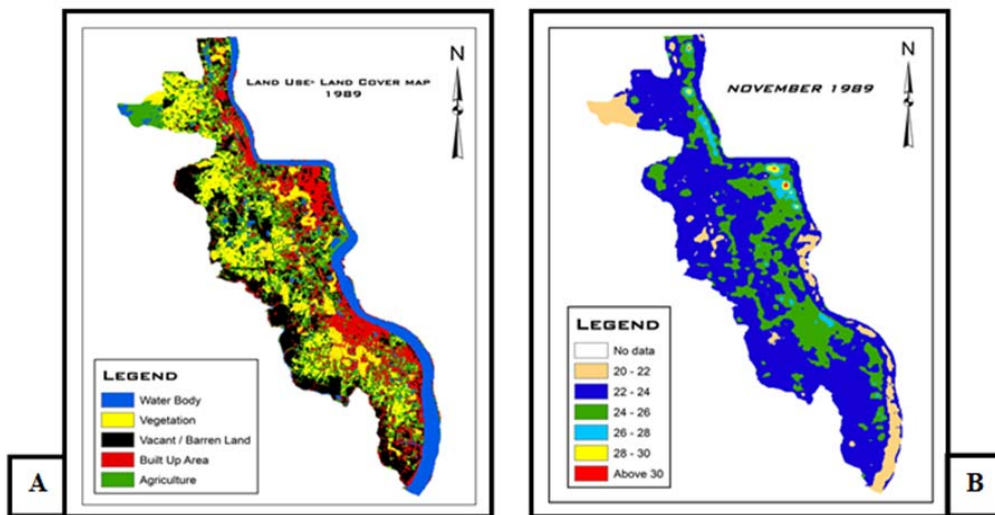 N
LAND USE- LAND COVER MAP
1989
LEGEND
Water Body
Vegetation
Vacant / Barren Land
Built Up Area
Agriculture
A
N
NOVEMBER 1989
LEGEND
No data
20 - 22
22 - 24
24 - 26
26 - 28
28 - 30
Above 30
B